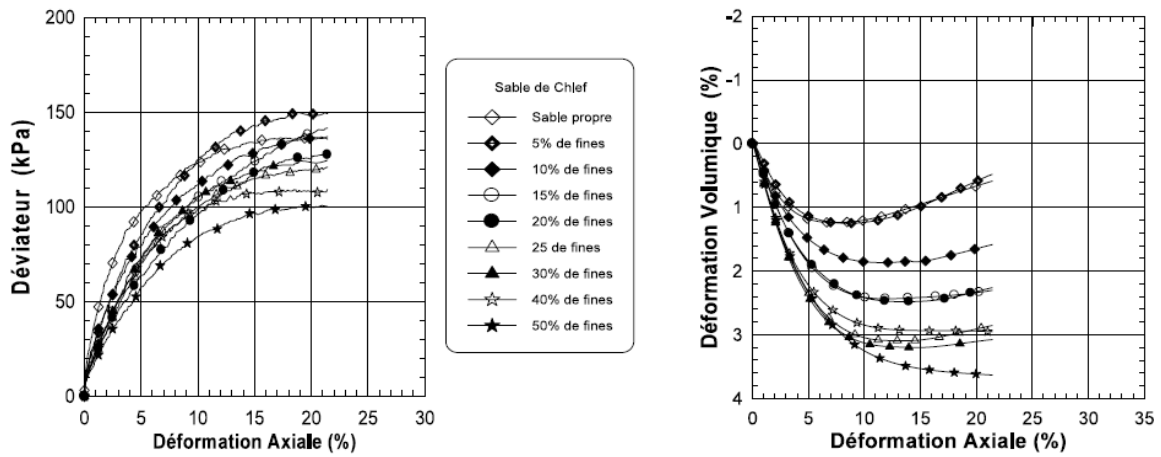 200
150
100
50
0
Déviateur (kPa)
0 5 10 15 20 25 30
Déformation Axiale (%)
Sable de Chlef
Sable propre
5% de fines
10% de fines
15% de fines
20% de fines
25 de fines
30% de fines
40% de fines
50% de fines
-2
-1
0
1
2
3
4
Déformation Volumique (%)
0 5 10 15 20 25 30 35
Déformation Axiale (%)